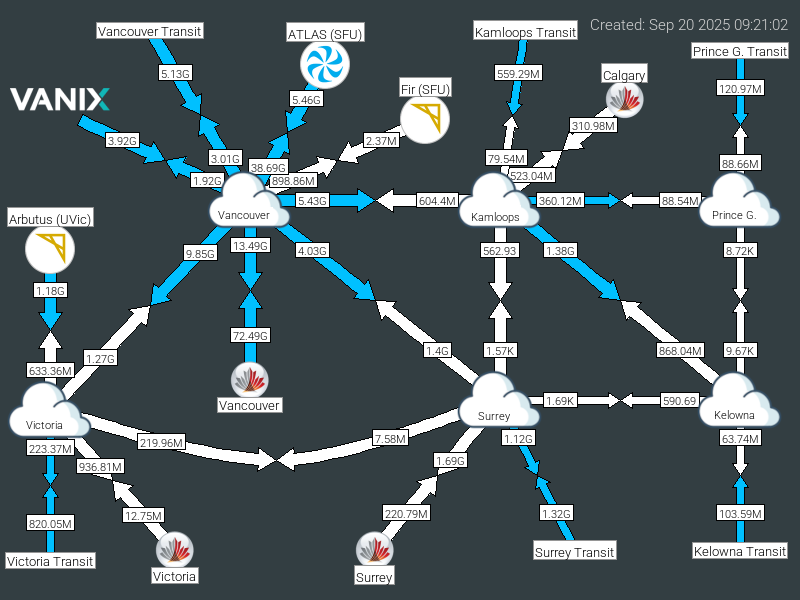 Created: Sep 20 2025 09:21:02
Vancouver Transit
ATLAS (SFU)
Kamloops Transit
Prince G. Transit
5.13G
559.29M
Calgary
120.97M
VANIX
5.46G
Fir (SFU)
310.98M
3.92G
2.37M
3.01G
79.54M
88.66M
38.69G
523.04M
1.92G
898.86M
5.43G
604.4M
360.12M
88.54M
Vancouver
Kamloops
Prince G.
Arbutus (UVic)
9.85G
13.49G
4.03G
562.93
1.38G
8.72K
1.18G
72.49G
1.27G
1.4G
1.57K
868.04M
9.67K
633.36M
Vancouver
1.69K
590.69
Victoria
Surrey
Kelowna
223.37M
219.96M
7.58M
1.12G
63.74M
936.81M
1.69G
820.05M
12.75M
220.79M
1.32G
103.59M
Victoria Transit
Victoria
Surrey
Surrey Transit
Kelowna Transit